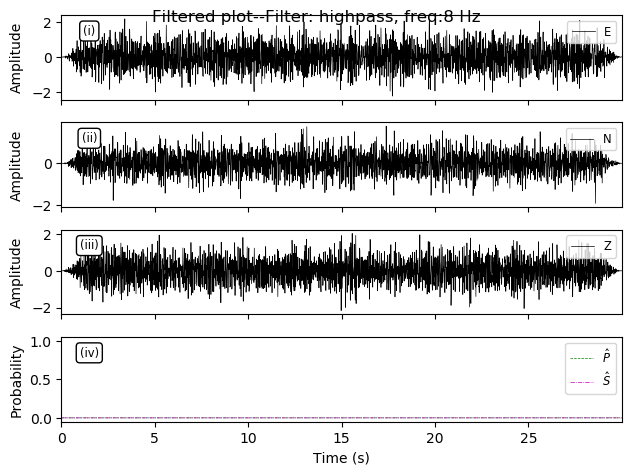 Filtered plot--Filter: highpass, freq:8 Hz
2
0
−2
Amplitude
(i)
E
0
−2
Amplitude
(ii)
N
2
0
−2
Amplitude
(iii)
Z
1.0
0.5
0.0
Probability
(iv)
P̂
Ŝ
0 5 10 15 20 25
Time (s)